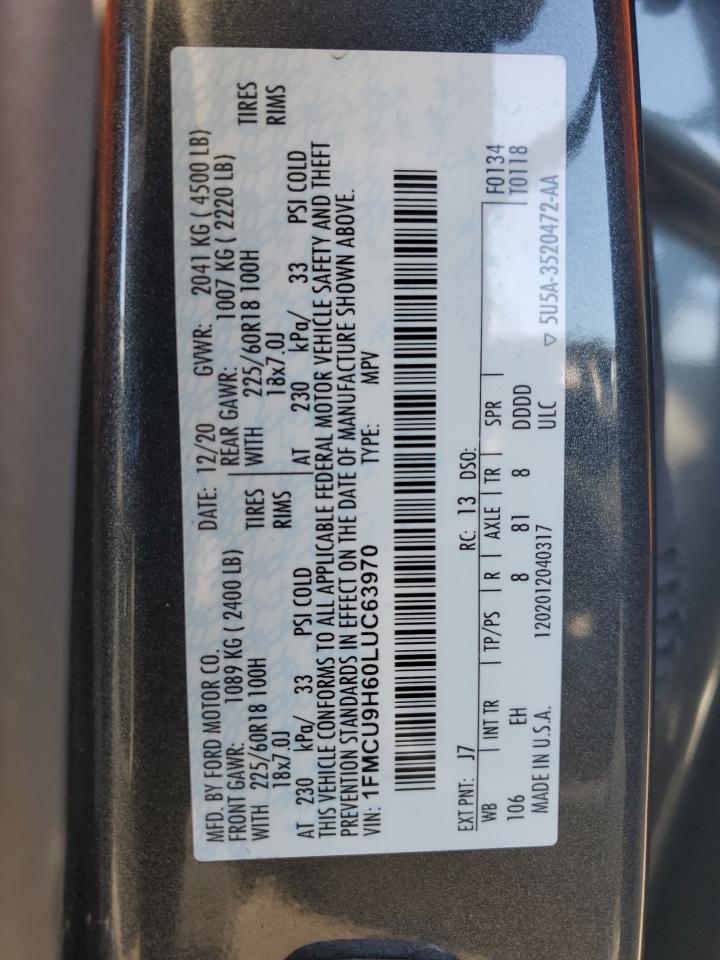 MFD. BY FORD MOTOR CO. DATE: 12/20 GVWR: 2041 KG ( 4500 LB)
FRONT GAWR: 1089 KG ( 2400 LB) REAR GAWR: 1007 KG ( 2220 LB)
WITH 225/60R18 100H TIRES WITH 225/60R18 100H TIRES
18x7.0J RIMS 18x7.0J RIMS
AT 230 kPa/ 33 PSI COLD AT 230 kPa/ 33 PSI COLD
THIS VEHICLE CONFORMS TO ALL APPLICABLE FEDERAL MOTOR VEHICLE SAFETY AND THEFT
PREVENTION STANDARDS IN EFFECT ON THE DATE OF MANUFACTURE SHOWN ABOVE.
VIN: 1FMCU9H60LUC63970 TYPE: MPV
EXT PNT: J7 RC: 13 DSO:
WB INT TR TP/PS R AXLE TR SPR F0134
106 EH 8 81 8 DDDD T0118
MADE IN U.S.A. 1202012040317 ULC
▽ 5U5A-3520472-AA